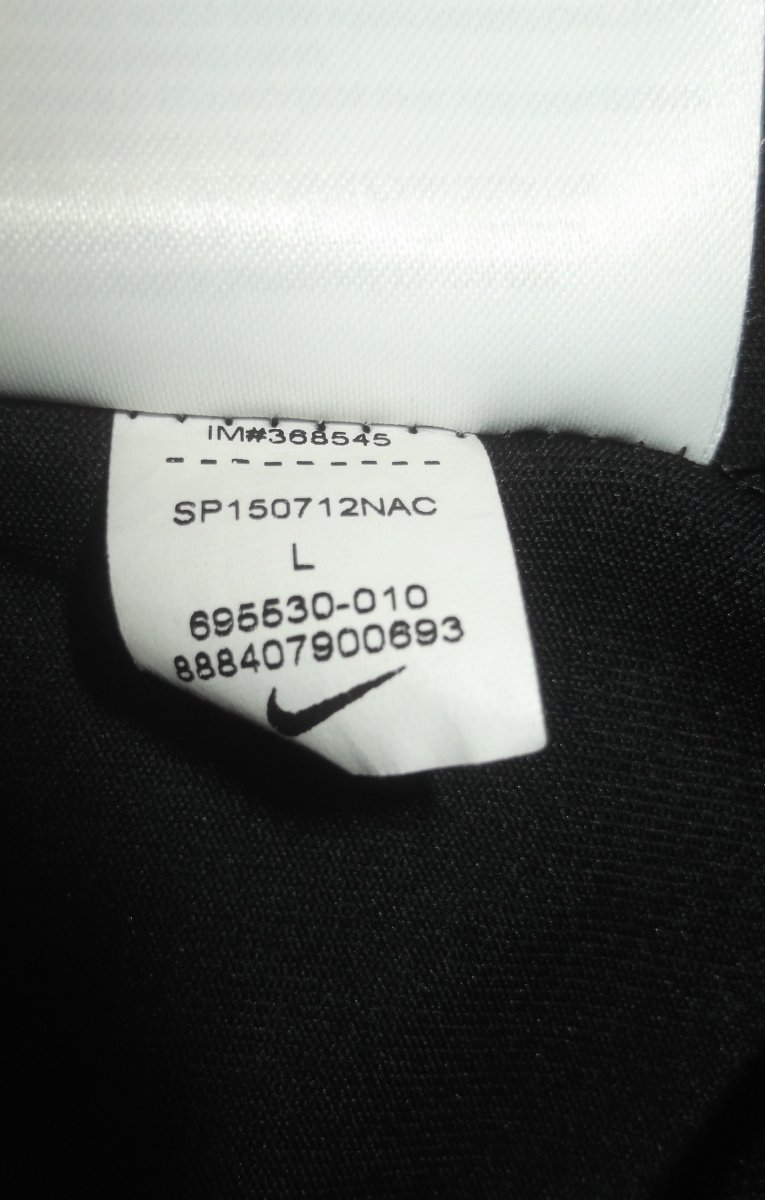 IM#368545
---------
SP150712NAC
L
695530-010
888407900693